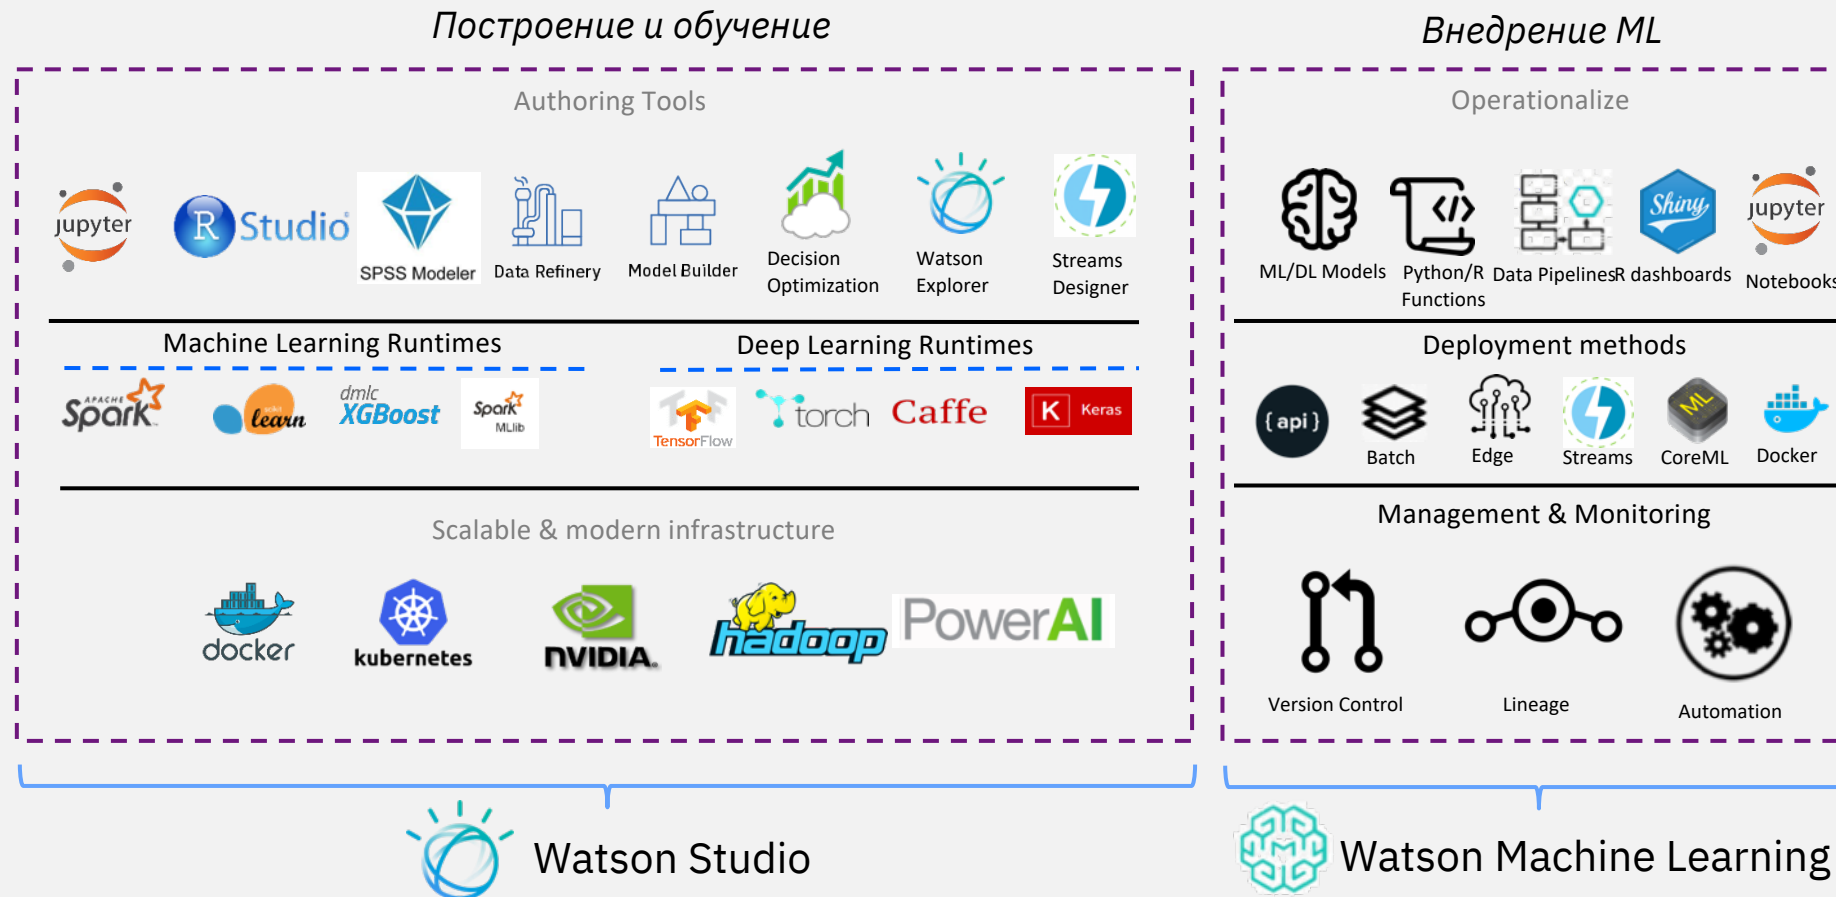 Построение и обучение
Внедрение ML
Authoring Tools
jupyter
R Studio
SPSS Modeler
Data Refinery
Model Builder
Decision
Optimization
Watson
Explorer
Streams
Designer
Machine Learning Runtimes
Deep Learning Runtimes
APACHE
Spark
scikit
learn
dmlc
XGBoost
Spark
MLlib
TensorFlow
torch
Caffe
K Keras
Scalable & modern infrastructure
docker
kubernetes
NVIDIA.
hadoop
PowerAI
Watson Studio
Operationalize
ML/DL Models
Python/R
Functions
Data Pipelines
Shiny
R dashboards
jupyter
Notebooks
Deployment methods
{ api }
Batch
Edge
Streams
ML
CoreML
Docker
Management & Monitoring
Version Control
Lineage
Automation
Watson Machine Learning